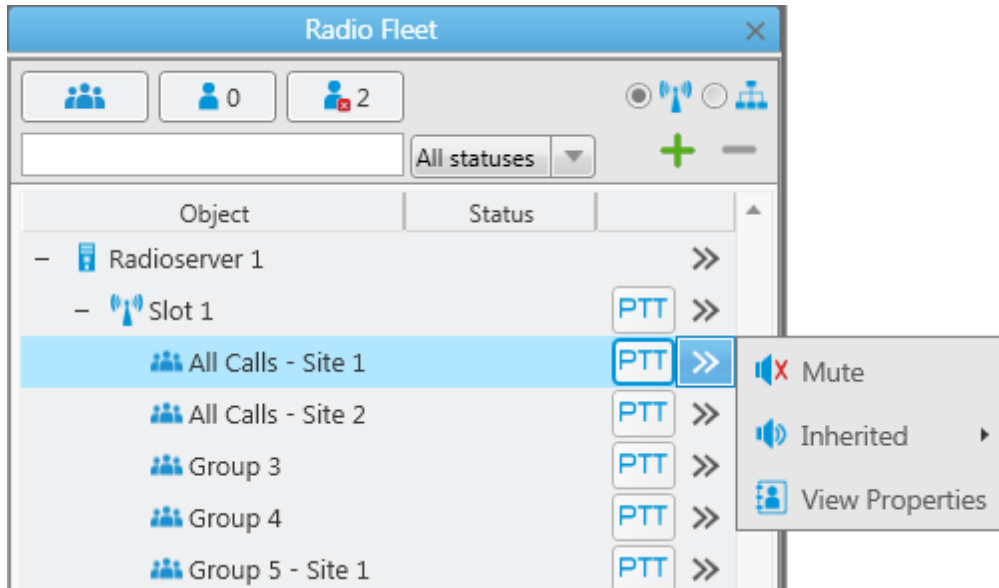 Radio Fleet
0
2
All statuses
Object Status
Radioserver 1
Slot 1 PTT
All Calls - Site 1 PTT
Mute
All Calls - Site 2 PTT
Inherited
Group 3 PTT
View Properties
Group 4 PTT
Group 5 - Site 1 PTT